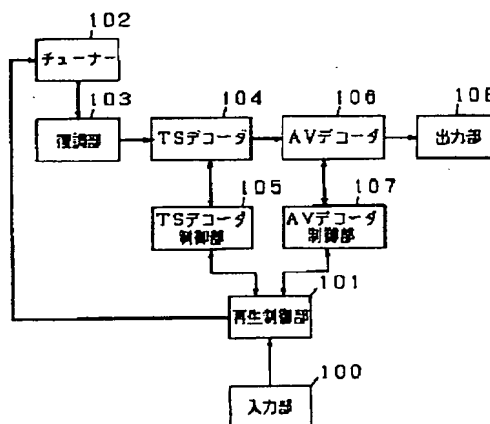 102
チューナー
103
復調部
104
TSデコーダ
106
AVデコーダ
108
出力部
105
TSデコーダ
制御部
107
AVデコーダ
制御部
101
再生制御部
100
入力部